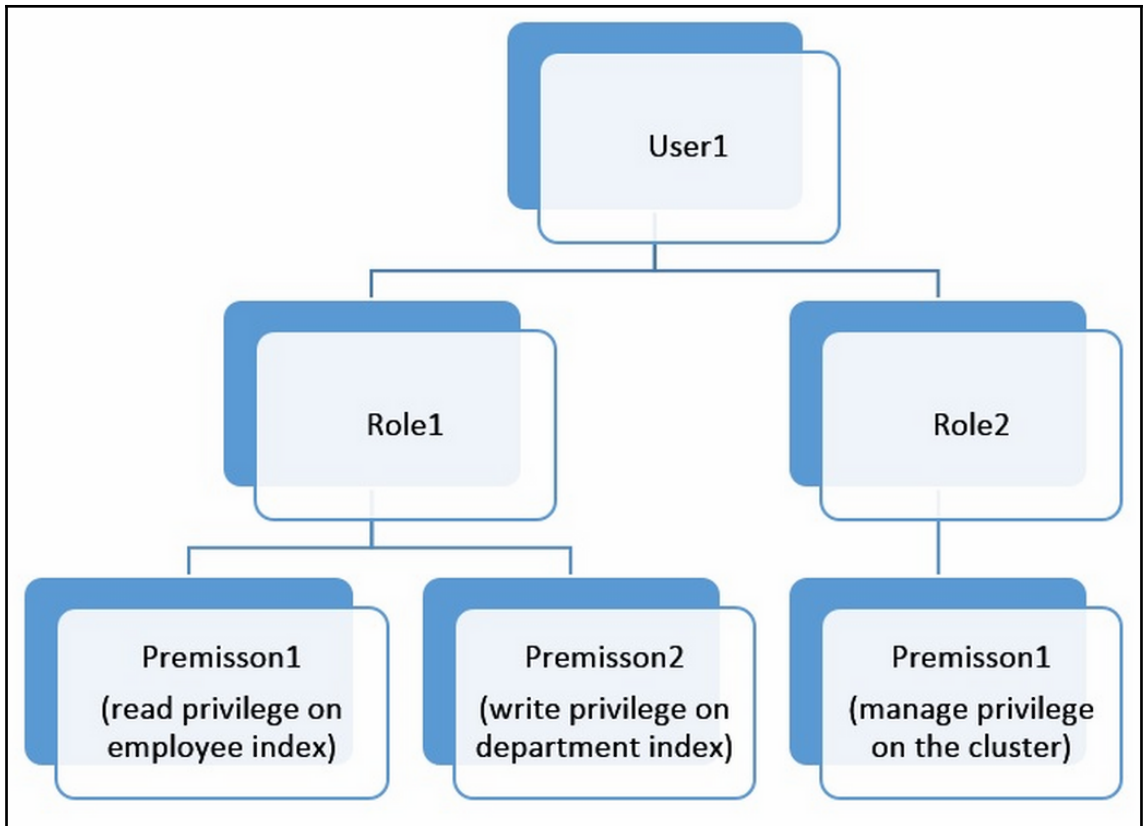 User1
Role1
Role2
Premisson1
(read privilege on
employee index)
Premisson2
(write privilege on
department index)
Premisson1
(manage privilege
on the cluster)